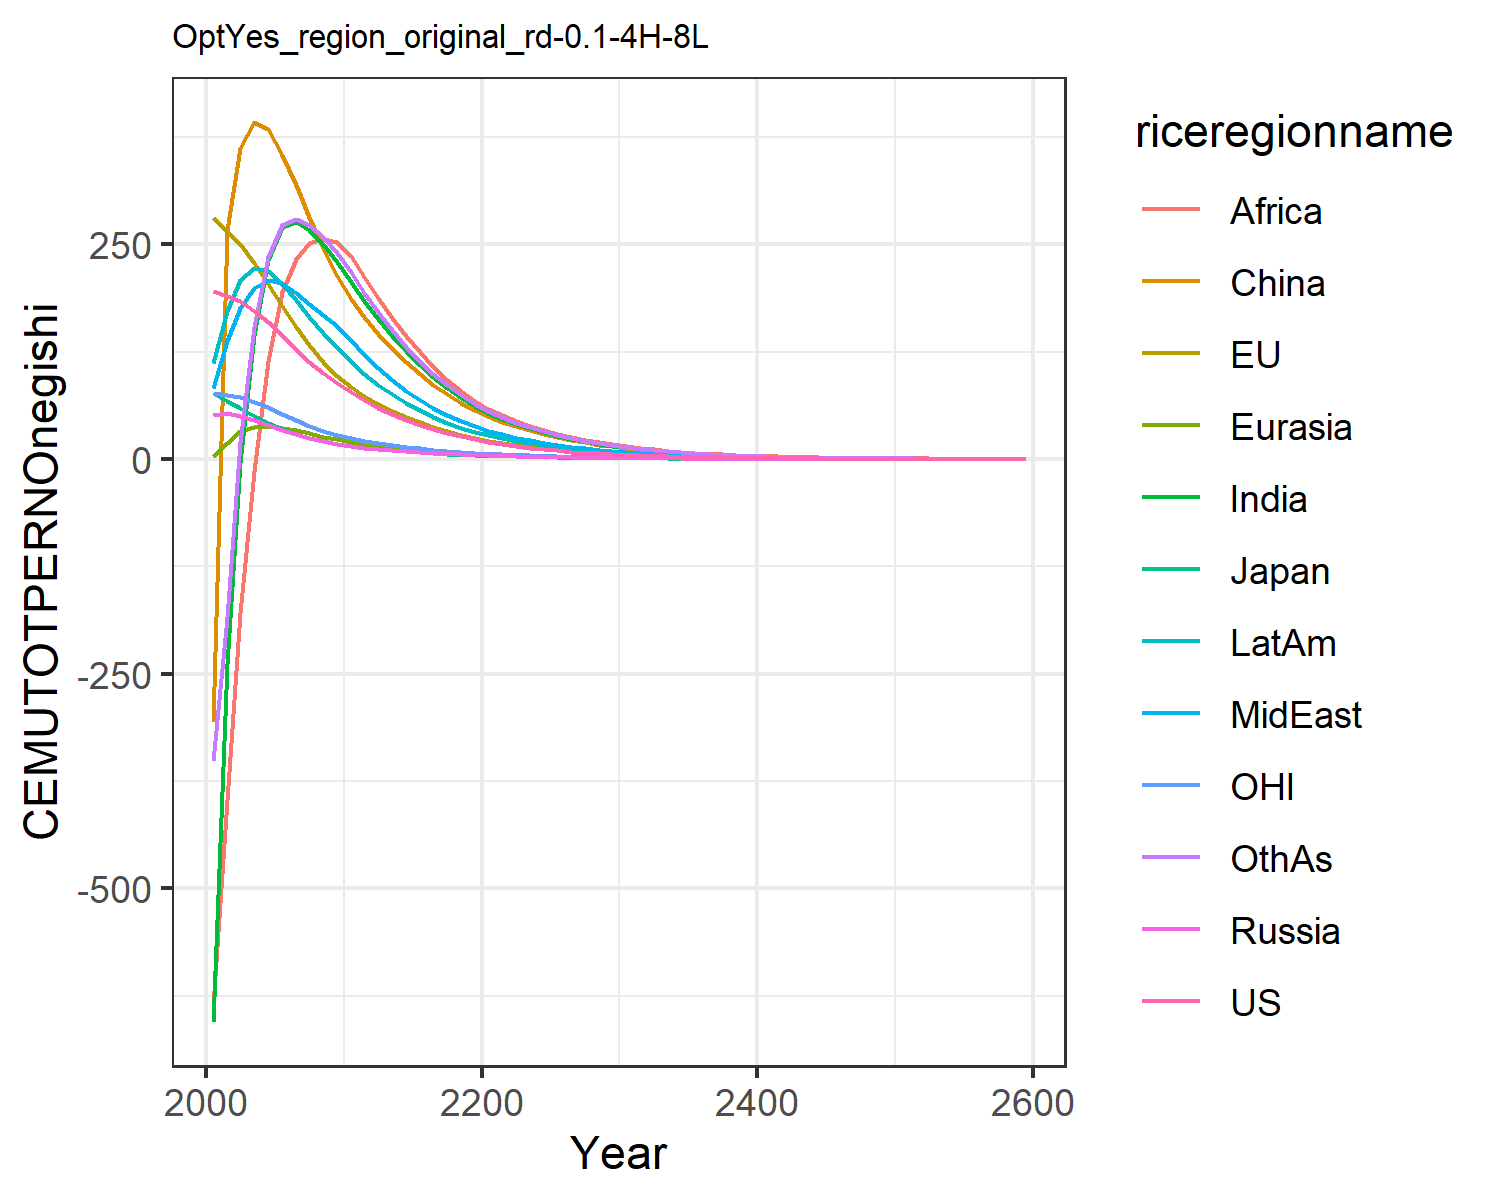 OptYes_region_original_rd-0.1-4H-8L
CEMUTOTPERNOnegishi
250
0
-250
-500
2000 2200 2400 2600
Year
riceregionname
Africa
China
EU
Eurasia
India
Japan
LatAm
MidEast
OHI
OthAs
Russia
US